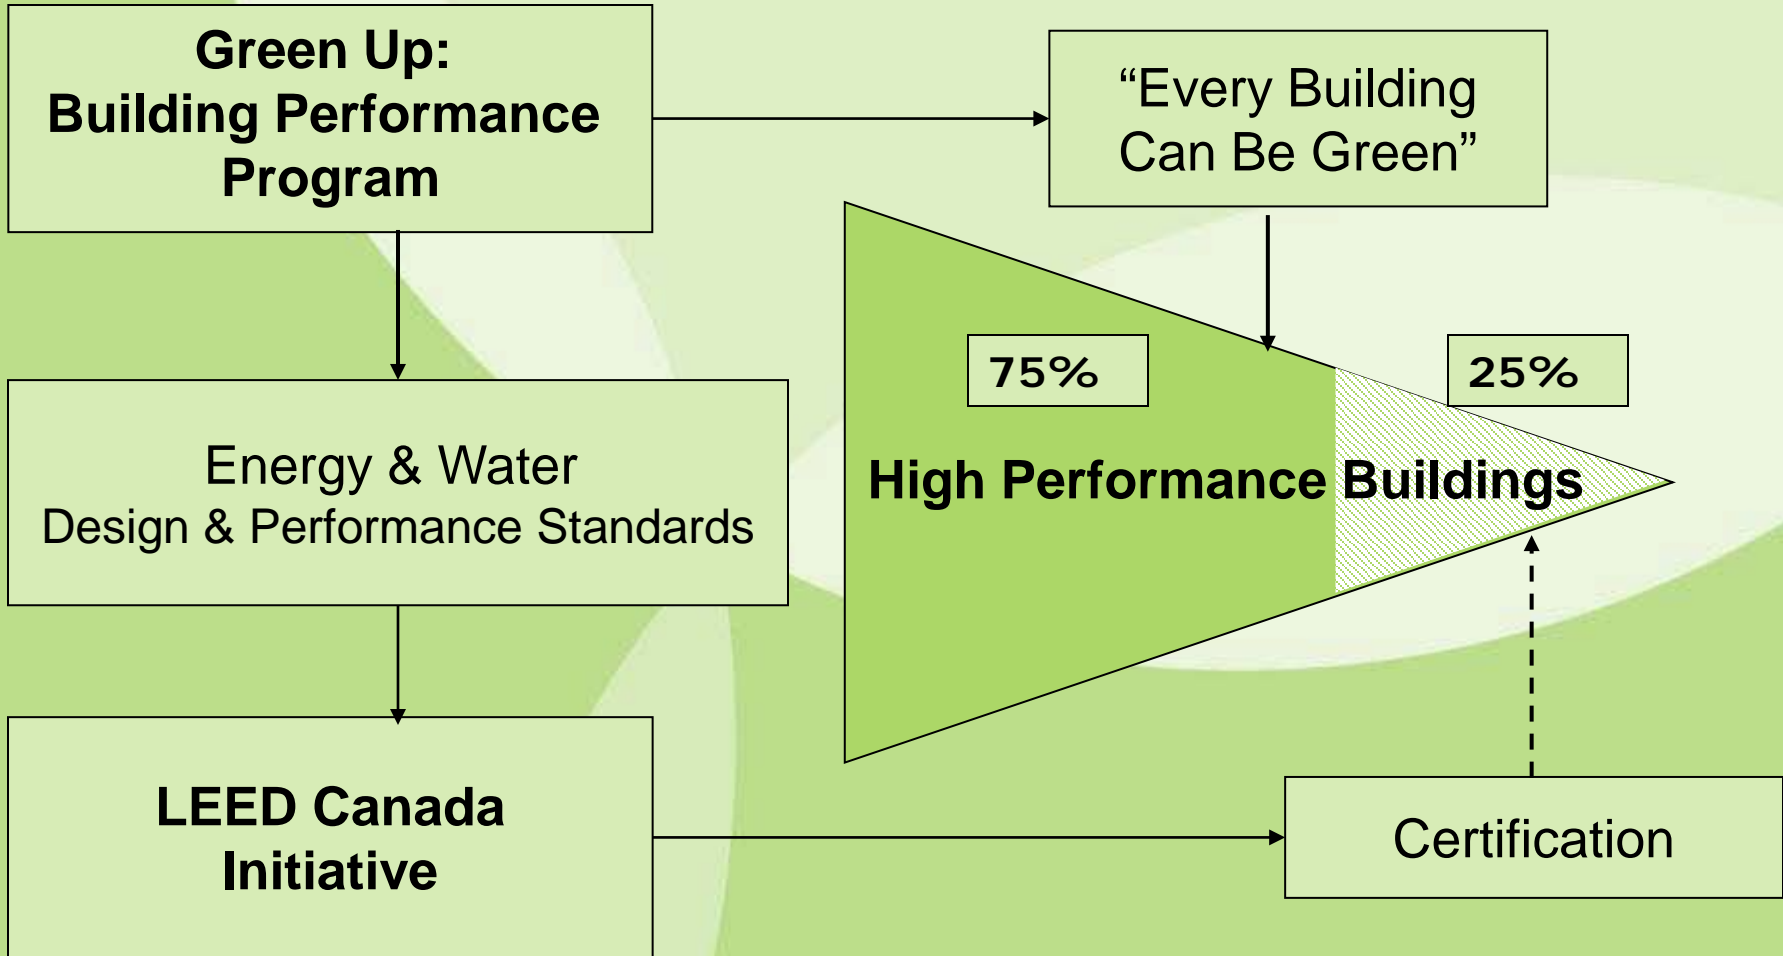 Green Up:
Building Performance
Program
“Every Building
Can Be Green”
75%
25%
Energy & Water
Design & Performance Standards
High Performance Buildings
LEED Canada
Initiative
Certification